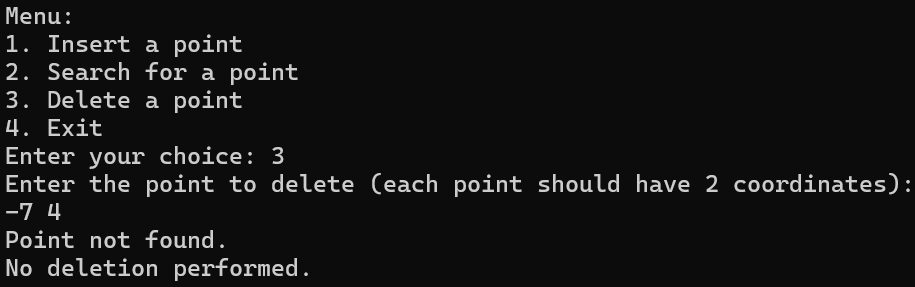 Menu:
1. Insert a point
2. Search for a point
3. Delete a point
4. Exit
Enter your choice: 3
Enter the point to delete (each point should have 2 coordinates):
-7 4
Point not found.
No deletion performed.